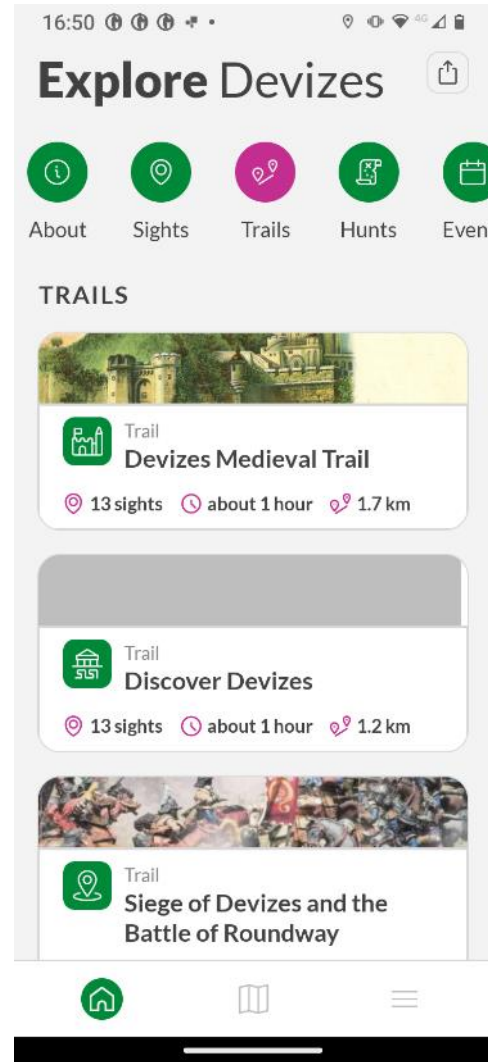 16:50
4G
Explore Devizes
About Sights Trails Hunts Even
TRAILS
Trail
Devizes Medieval Trail
13 sights about 1 hour 1.7 km
Trail
Discover Devizes
13 sights about 1 hour 1.2 km
Trail
Siege of Devizes and the
Battle of Roundway